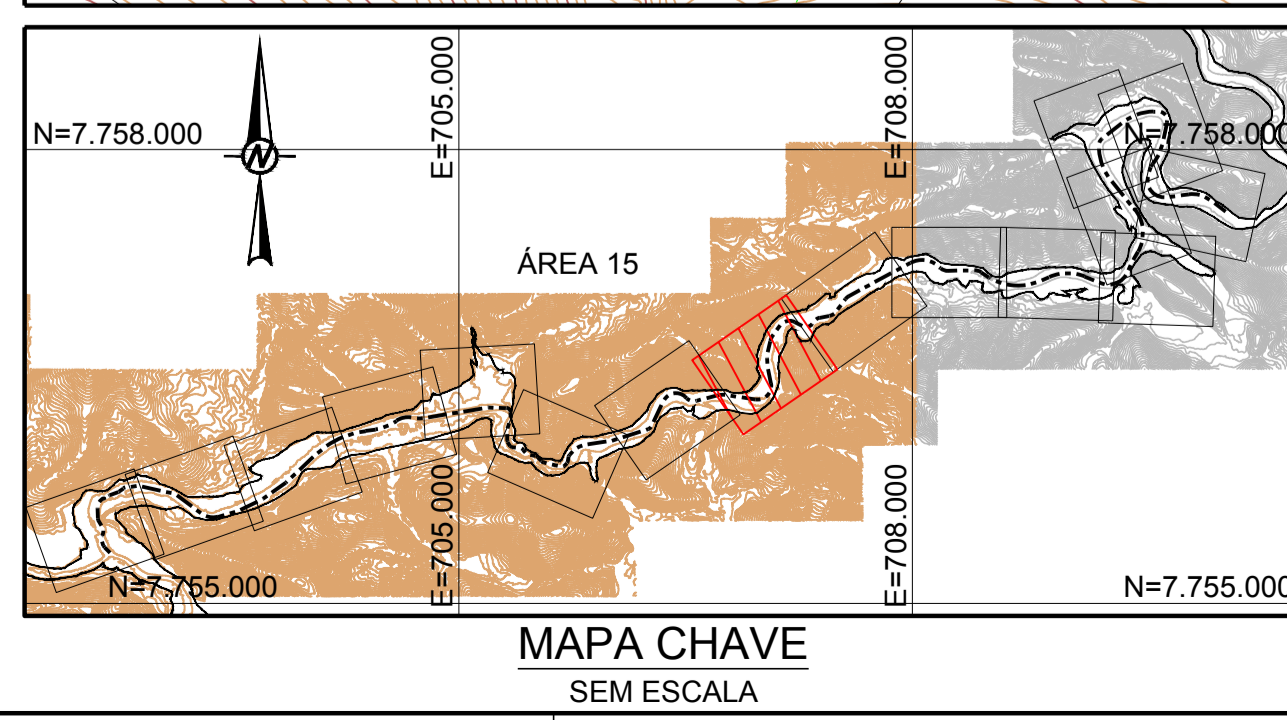 E=705.000
E=708.000
N=7.758.000
N
N=7.758.000
ÁREA 15
E=705.000
E=708.000
N=7.755.000
N=7.755.000
MAPA CHAVE
SEM ESCALA